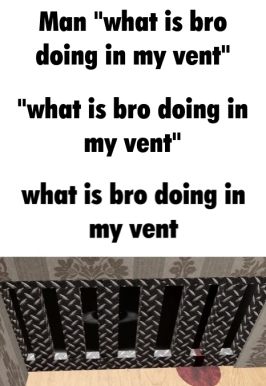 Man "what is bro
doing in my vent"
"what is bro doing in
my vent"
what is bro doing in
my vent